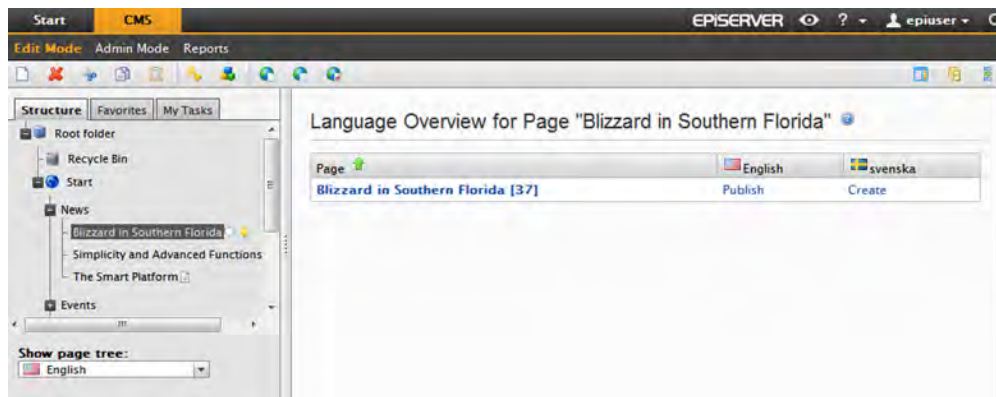 Start CMS EPiSERVER ? epiuser
Edit Mode Admin Mode Reports
Structure Favorites My Tasks
Root folder
Recycle Bin
Start
News
Blizzard in Southern Florida
Simplicity and Advanced Functions
The Smart Platform
Events
Show page tree:
English
Language Overview for Page "Blizzard in Southern Florida"
Page English svenska
Blizzard in Southern Florida [37] Publish Create